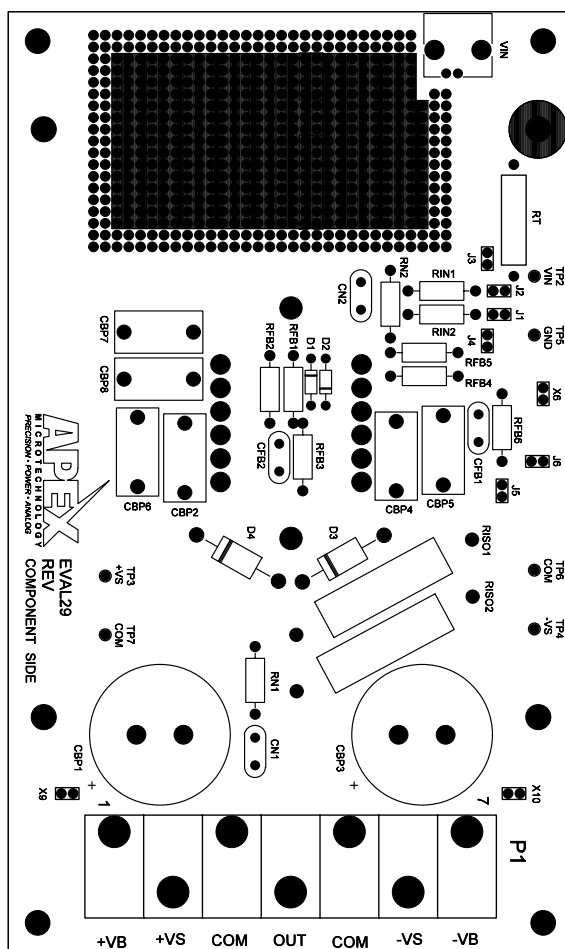 VIN
RT
J3
TP2
VIN
RN2
CN2
RIN1
J2
J1
RIN2
J4
TP5
GND
CBP7
RFB2
RFB1
D1
D2
RFB5
RFB4
CBP8
X6
RFB6
CFB1
J6
J5
APEX
MICROTECHNOLOGY
PRECISION • POWER • ANALOG
CBP6
CBP2
CFB2
RFB3
CBP4
CBP5
EVAL29
REV
COMPONENT SIDE
D4
D3
RISO1
RISO2
TP3
+VS
TP7
COM
TP6
COM
TP4
-VS
RN1
CN1
CBP1
+
CBP3
+
X9
1
7
X10
P1
+VB +VS COM OUT COM -VS -VB